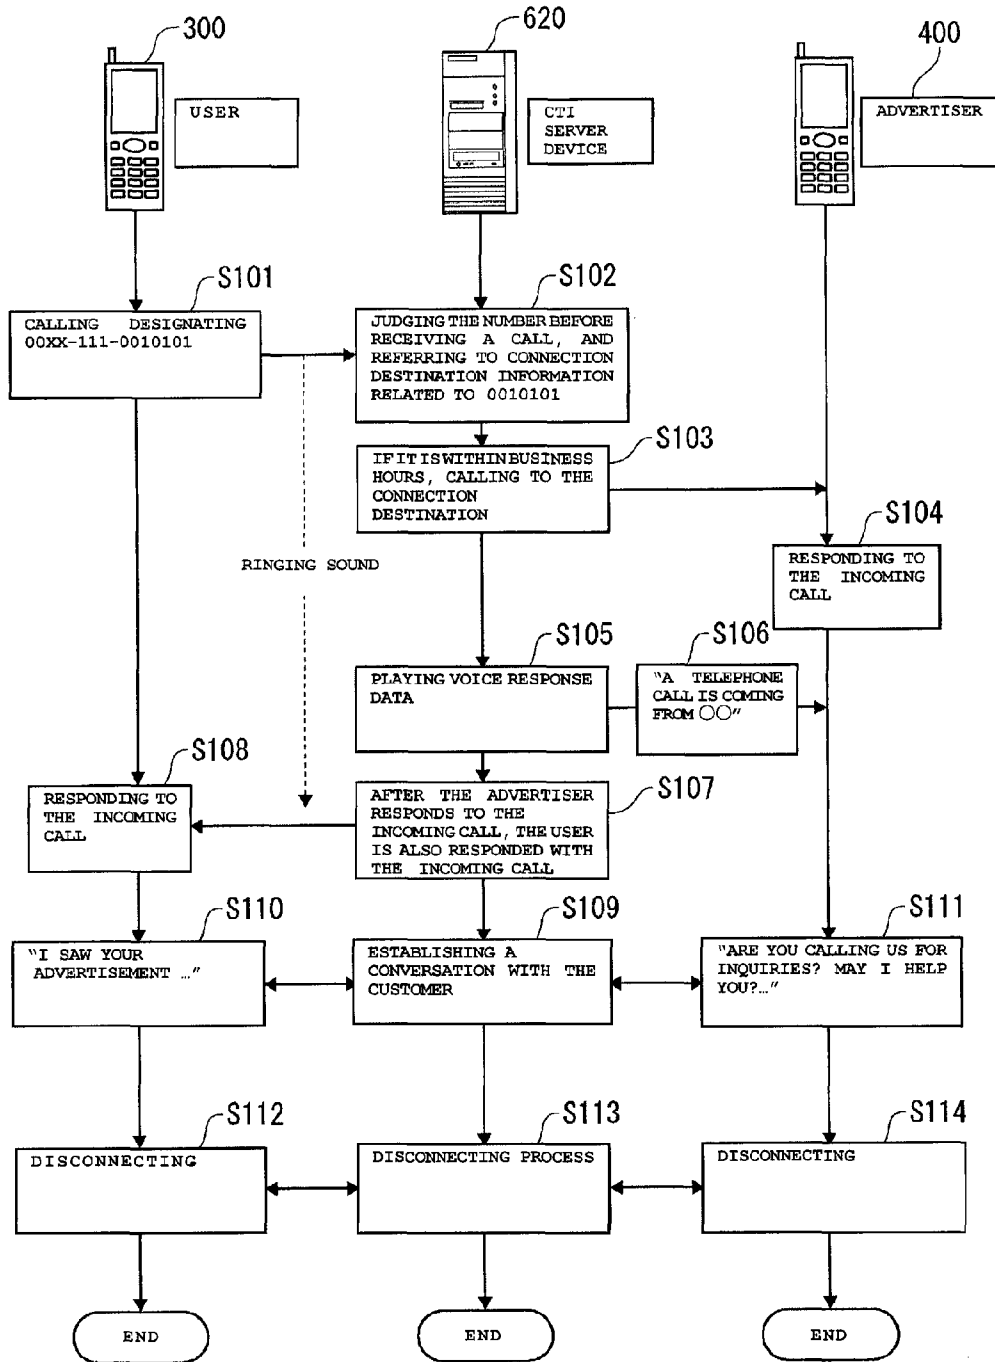 300
620
400
USER
CTI
SERVER
DEVICE
ADVERTISER
S101
S102
CALLING DESIGNATING
00XX-111-0010101
JUDGING THE NUMBER BEFORE
RECEIVING A CALL, AND
REFERRING TO CONNECTION
DESTINATION INFORMATION
RELATED TO 0010101
S103
IF IT IS WITHIN BUSINESS
HOURS, CALLING TO THE
CONNECTION
DESTINATION
S104
RESPONDING TO
THE INCOMING
CALL
RINGING SOUND
S105
S106
PLAYING VOICE RESPONSE
DATA
"A TELEPHONE
CALL IS COMING
FROM ○○"
S108
S107
RESPONDING TO
THE INCOMING
CALL
AFTER THE ADVERTISER
RESPONDS TO THE
INCOMING CALL, THE USER
IS ALSO RESPONDED WITH
THE INCOMING CALL
S110
S109
S111
"I SAW YOUR
ADVERTISEMENT …"
ESTABLISHING A
CONVERSATION WITH THE
CUSTOMER
"ARE YOU CALLING US FOR
INQUIRIES? MAY I HELP
YOU?…"
S112
S113
S114
DISCONNECTING
DISCONNECTING PROCESS
DISCONNECTING
END
END
END